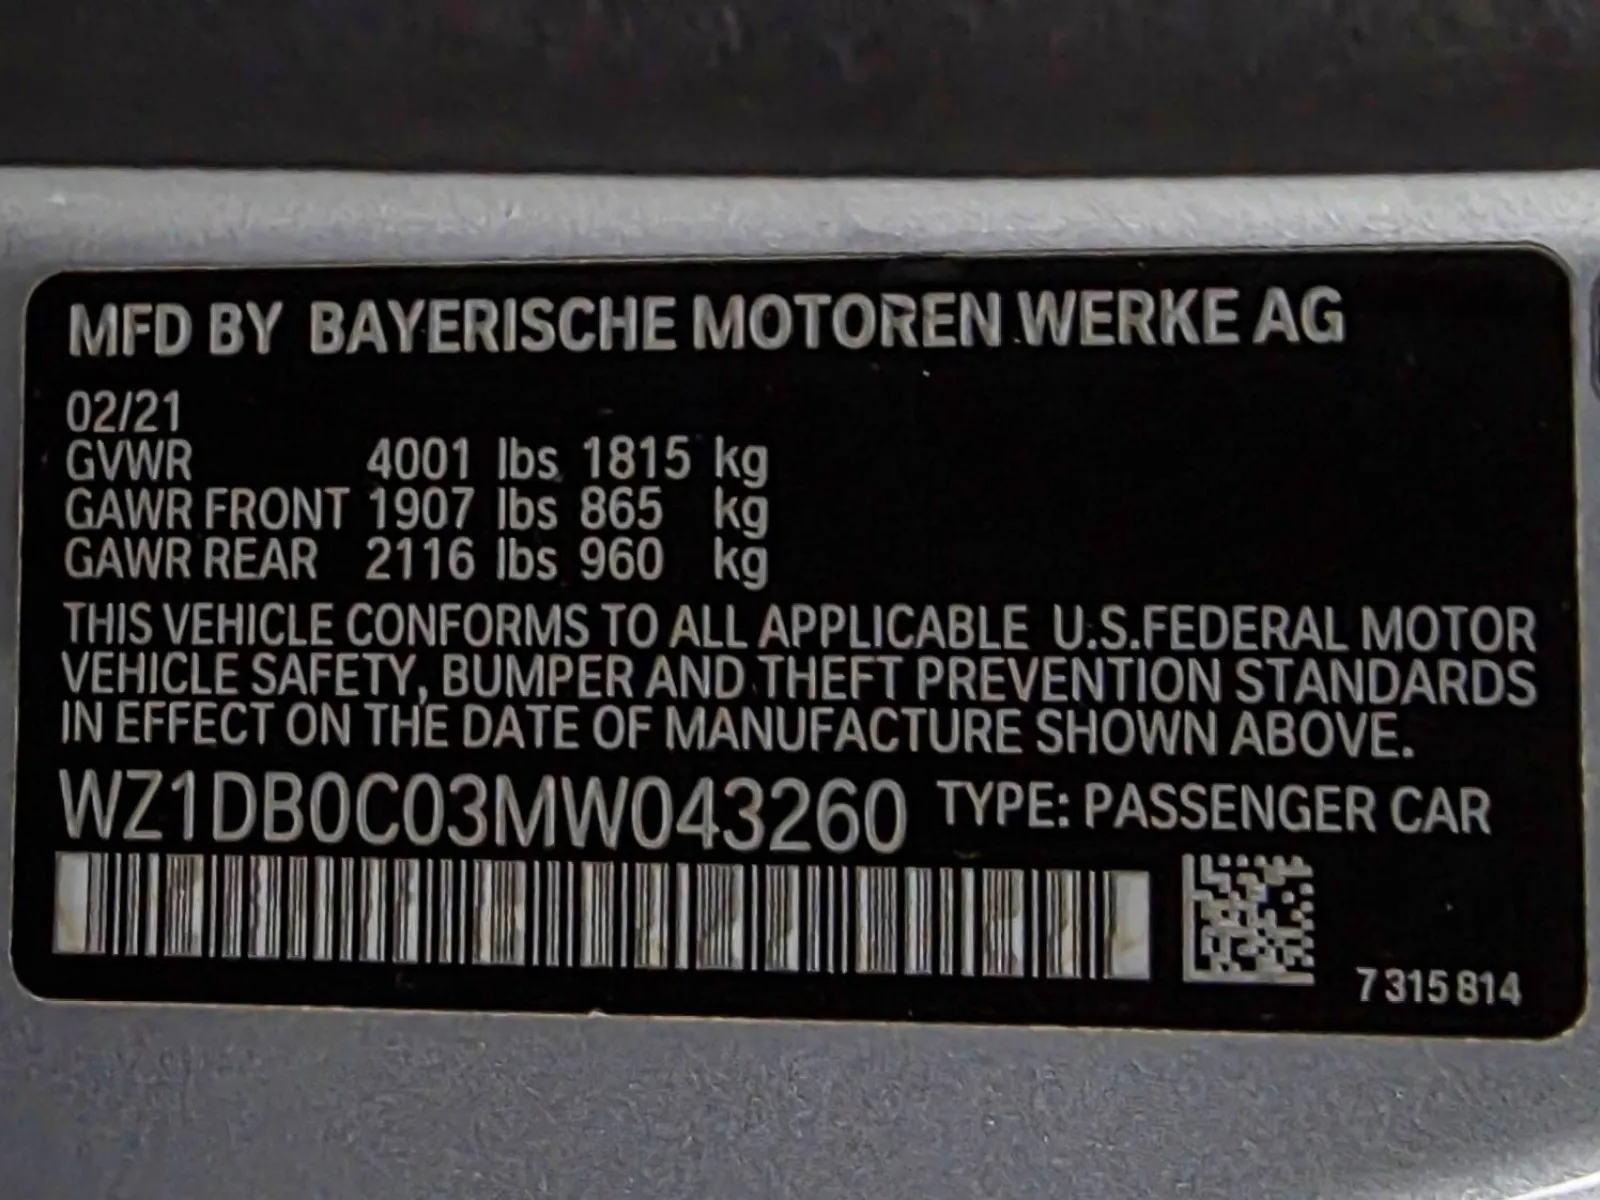 MFD BY BAYERISCHE MOTOREN WERKE AG
02/21
GVWR 4001 lbs 1815 kg
GAWR FRONT 1907 lbs 865 kg
GAWR REAR 2116 lbs 960 kg
THIS VEHICLE CONFORMS TO ALL APPLICABLE U.S.FEDERAL MOTOR
VEHICLE SAFETY, BUMPER AND THEFT PREVENTION STANDARDS
IN EFFECT ON THE DATE OF MANUFACTURE SHOWN ABOVE.
WZ1DB0C03MW043260 TYPE: PASSENGER CAR
7 315 814